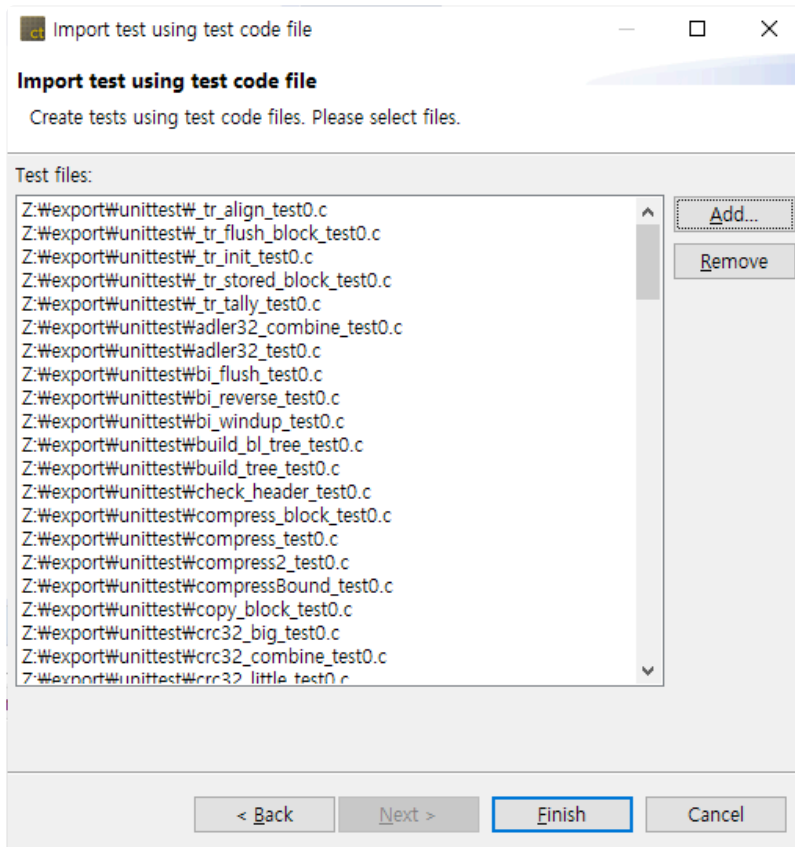 ct Import test using test code file
Import test using test code file
Create tests using test code files. Please select files.
Test files:
Z:₩export₩unittest₩_tr_align_test0.c
Z:₩export₩unittest₩_tr_flush_block_test0.c
Z:₩export₩unittest₩_tr_init_test0.c
Z:₩export₩unittest₩_tr_stored_block_test0.c
Z:₩export₩unittest₩_tr_tally_test0.c
Z:₩export₩unittest₩adler32_combine_test0.c
Z:₩export₩unittest₩adler32_test0.c
Z:₩export₩unittest₩bi_flush_test0.c
Z:₩export₩unittest₩bi_reverse_test0.c
Z:₩export₩unittest₩bi_windup_test0.c
Z:₩export₩unittest₩build_bl_tree_test0.c
Z:₩export₩unittest₩build_tree_test0.c
Z:₩export₩unittest₩check_header_test0.c
Z:₩export₩unittest₩compress_block_test0.c
Z:₩export₩unittest₩compress_test0.c
Z:₩export₩unittest₩compress2_test0.c
Z:₩export₩unittest₩compressBound_test0.c
Z:₩export₩unittest₩copy_block_test0.c
Z:₩export₩unittest₩crc32_big_test0.c
Z:₩export₩unittest₩crc32_combine_test0.c
Z:₩export₩unittest₩crc32_little_test0.c
Add...
Remove
< Back
Next >
Finish
Cancel